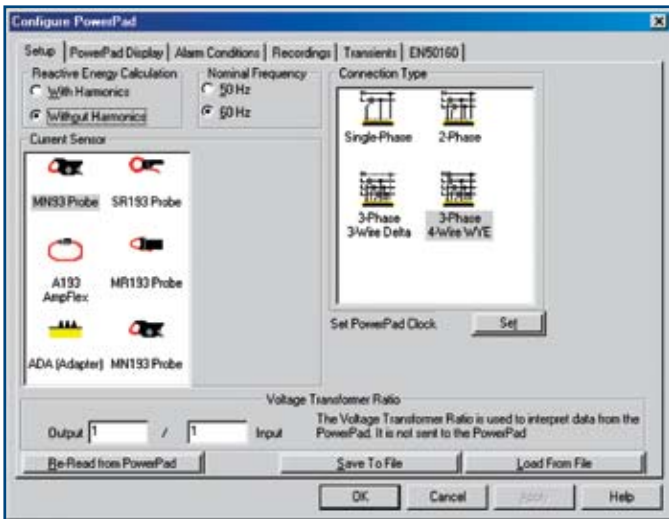 Configure PowerPad
Setup PowerPad Display Alarm Conditions Recordings Transients EN50160
Reactive Energy Calculation
With Harmonics
Without Harmonics
Nominal Frequency
50 Hz
60 Hz
Connection Type
Single-Phase 2-Phase
3-Phase 3-Phase
3-Wire Delta 4-Wire WYE
Current Sensor
MN93 Probe SR193 Probe
A193 MR193 Probe
AmpFlex
ADA (Adapter) MN193 Probe
Set PowerPad Clock Set
Voltage Transformer Ratio
Output 1 / 1 Input
The Voltage Transformer Ratio is used to interpret data from the
PowerPad. It is not sent to the PowerPad
Re-Read from PowerPad Save To File Load From File
OK Cancel Apply Help